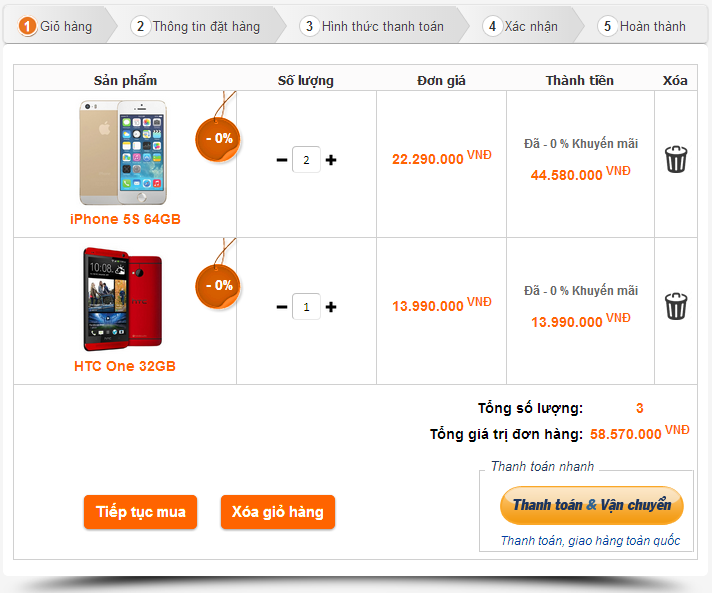 1 Giỏ hàng 2 Thông tin đặt hàng 3 Hình thức thanh toán 4 Xác nhận 5 Hoàn thành
Sản phẩm Số lượng Đơn giá Thành tiền Xóa
- 0%
2
22.290.000 VNĐ
Đã - 0 % Khuyến mãi
44.580.000 VNĐ
iPhone 5S 64GB
- 0%
1
13.990.000 VNĐ
Đã - 0 % Khuyến mãi
13.990.000 VNĐ
HTC One 32GB
Tổng số lượng: 3
Tổng giá trị đơn hàng: 58.570.000 VNĐ
Thanh toán nhanh
Tiếp tục mua Xóa giỏ hàng Thanh toán & Vận chuyển
Thanh toán, giao hàng toàn quốc